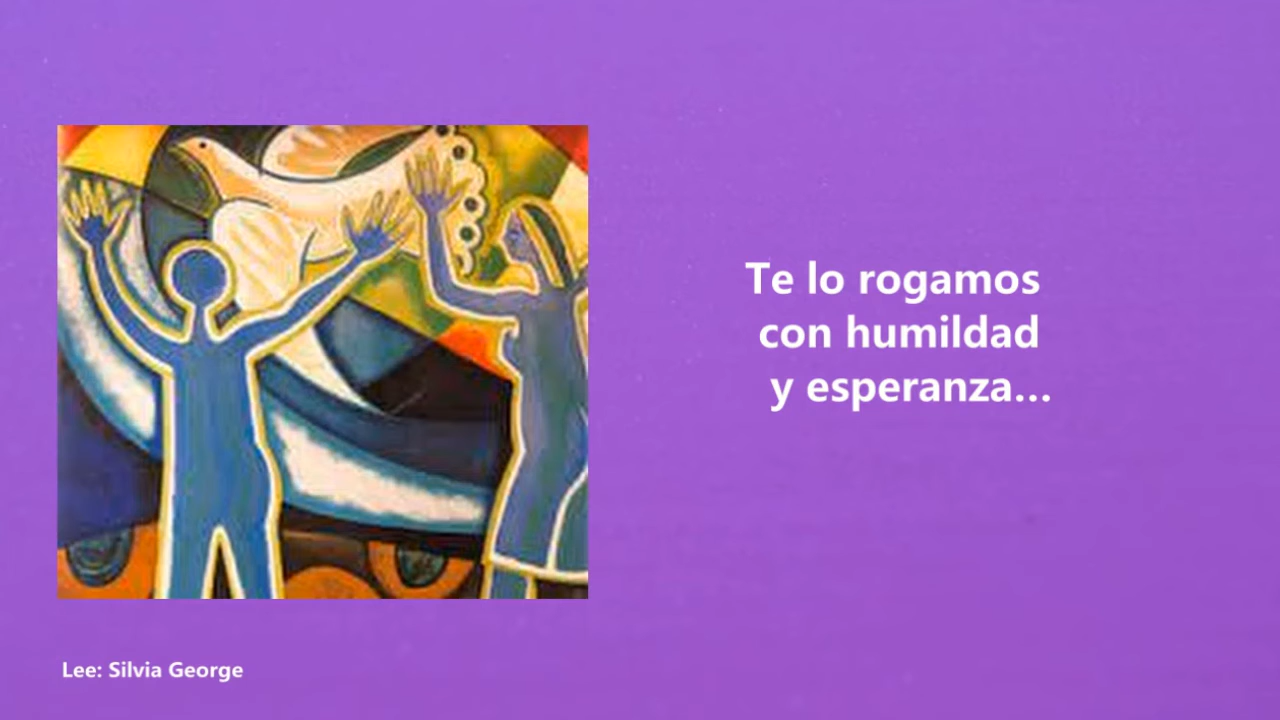 Te lo rogamos
con humildad
y esperanza...
Lee: Silvia George